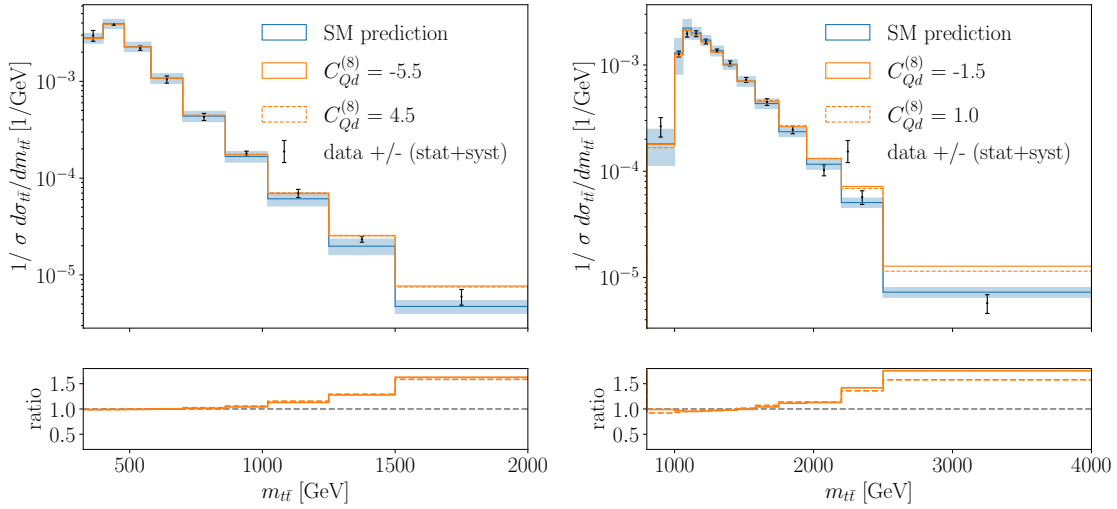 1/ σ dσ_{tt̄}/dm_{tt̄} [1/GeV]
10^{-3}
10^{-4}
10^{-5}
SM prediction
C_{Qd}^{(8)} = -5.5
C_{Qd}^{(8)} = 4.5
data +/- (stat+syst)
ratio
1.5
1.0
0.5
500
1000
1500
2000
m_{tt̄} [GeV]
1/ σ dσ_{tt̄}/dm_{tt̄} [1/GeV]
10^{-3}
10^{-4}
10^{-5}
SM prediction
C_{Qd}^{(8)} = -1.5
C_{Qd}^{(8)} = 1.0
data +/- (stat+syst)
ratio
1.5
1.0
0.5
1000
2000
3000
4000
m_{tt̄} [GeV]